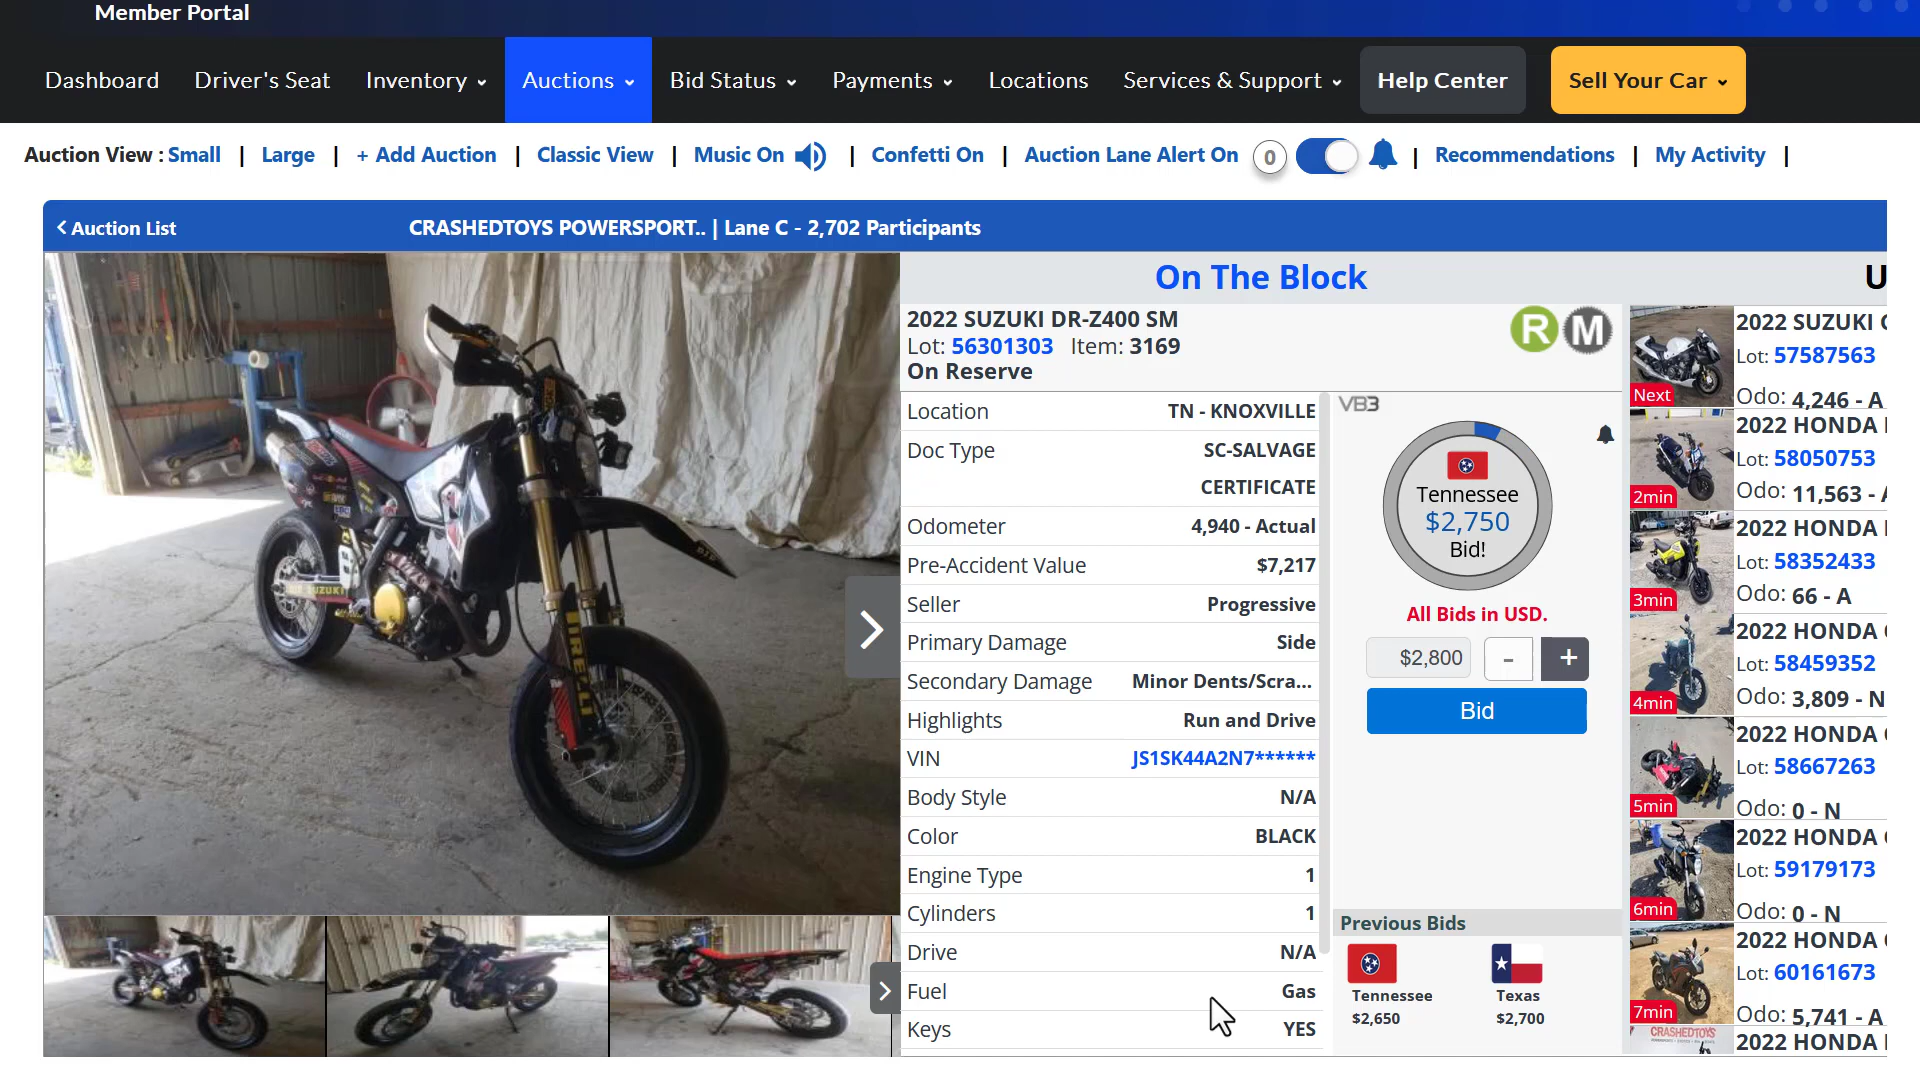 Member Portal
Dashboard
Driver's Seat
Inventory
Auctions
Bid Status
Payments
Locations
Services & Support
Help Center
Sell Your Car
Auction View : Small | Large | + Add Auction | Classic View | Music On | Confetti On | Auction Lane Alert On 0 | Recommendations | My Activity |
Auction List
CRASHEDTOYS POWERSPORT.. | Lane C - 2,702 Participants
On The Block
2022 SUZUKI DR-Z400 SM
Lot: 56301303 Item: 3169
On Reserve
R
M
Location TN - KNOXVILLE
Doc Type SC-SALVAGE
CERTIFICATE
Odometer 4,940 - Actual
Pre-Accident Value $7,217
Seller Progressive
Primary Damage Side
Secondary Damage Minor Dents/Scra...
Highlights Run and Drive
VIN JS1SK44A2N7******
Body Style N/A
Color BLACK
Engine Type 1
Cylinders 1
Drive N/A
Fuel Gas
Keys YES
VB3
Tennessee
$2,750
Bid!
All Bids in USD.
$2,800
-
+
Bid
Previous Bids
Tennessee
$2,650
Texas
$2,700
U
Next
2022 SUZUKI
Lot: 57587563
Odo: 4,246 - A
2min
2022 HONDA
Lot: 58050753
Odo: 11,563 -
3min
2022 HONDA
Lot: 58352433
Odo: 66 - A
4min
2022 HONDA
Lot: 58459352
Odo: 3,809 - N
5min
2022 HONDA
Lot: 58667263
Odo: 0 - N
6min
2022 HONDA
Lot: 59179173
Odo: 0 - N
7min
2022 HONDA
Lot: 60161673
Odo: 5,741 - A
CRASHEDTOYS
2022 HONDA
SUZUKI
PIRELLI